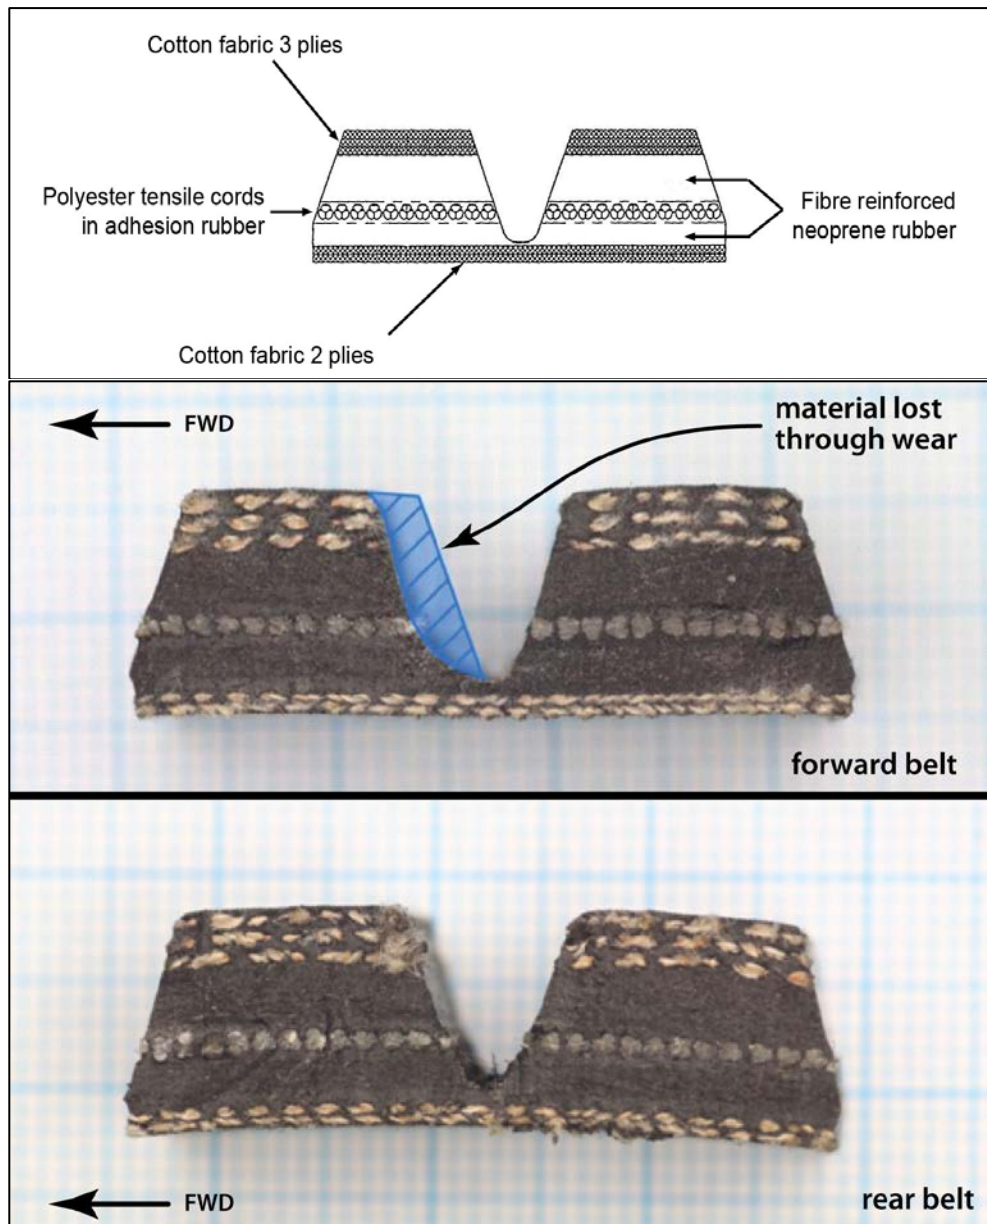 Cotton fabric 3 plies
Polyester tensile cords
in adhesion rubber
Fibre reinforced
neoprene rubber
Cotton fabric 2 plies
FWD
material lost
through wear
forward belt
FWD
rear belt